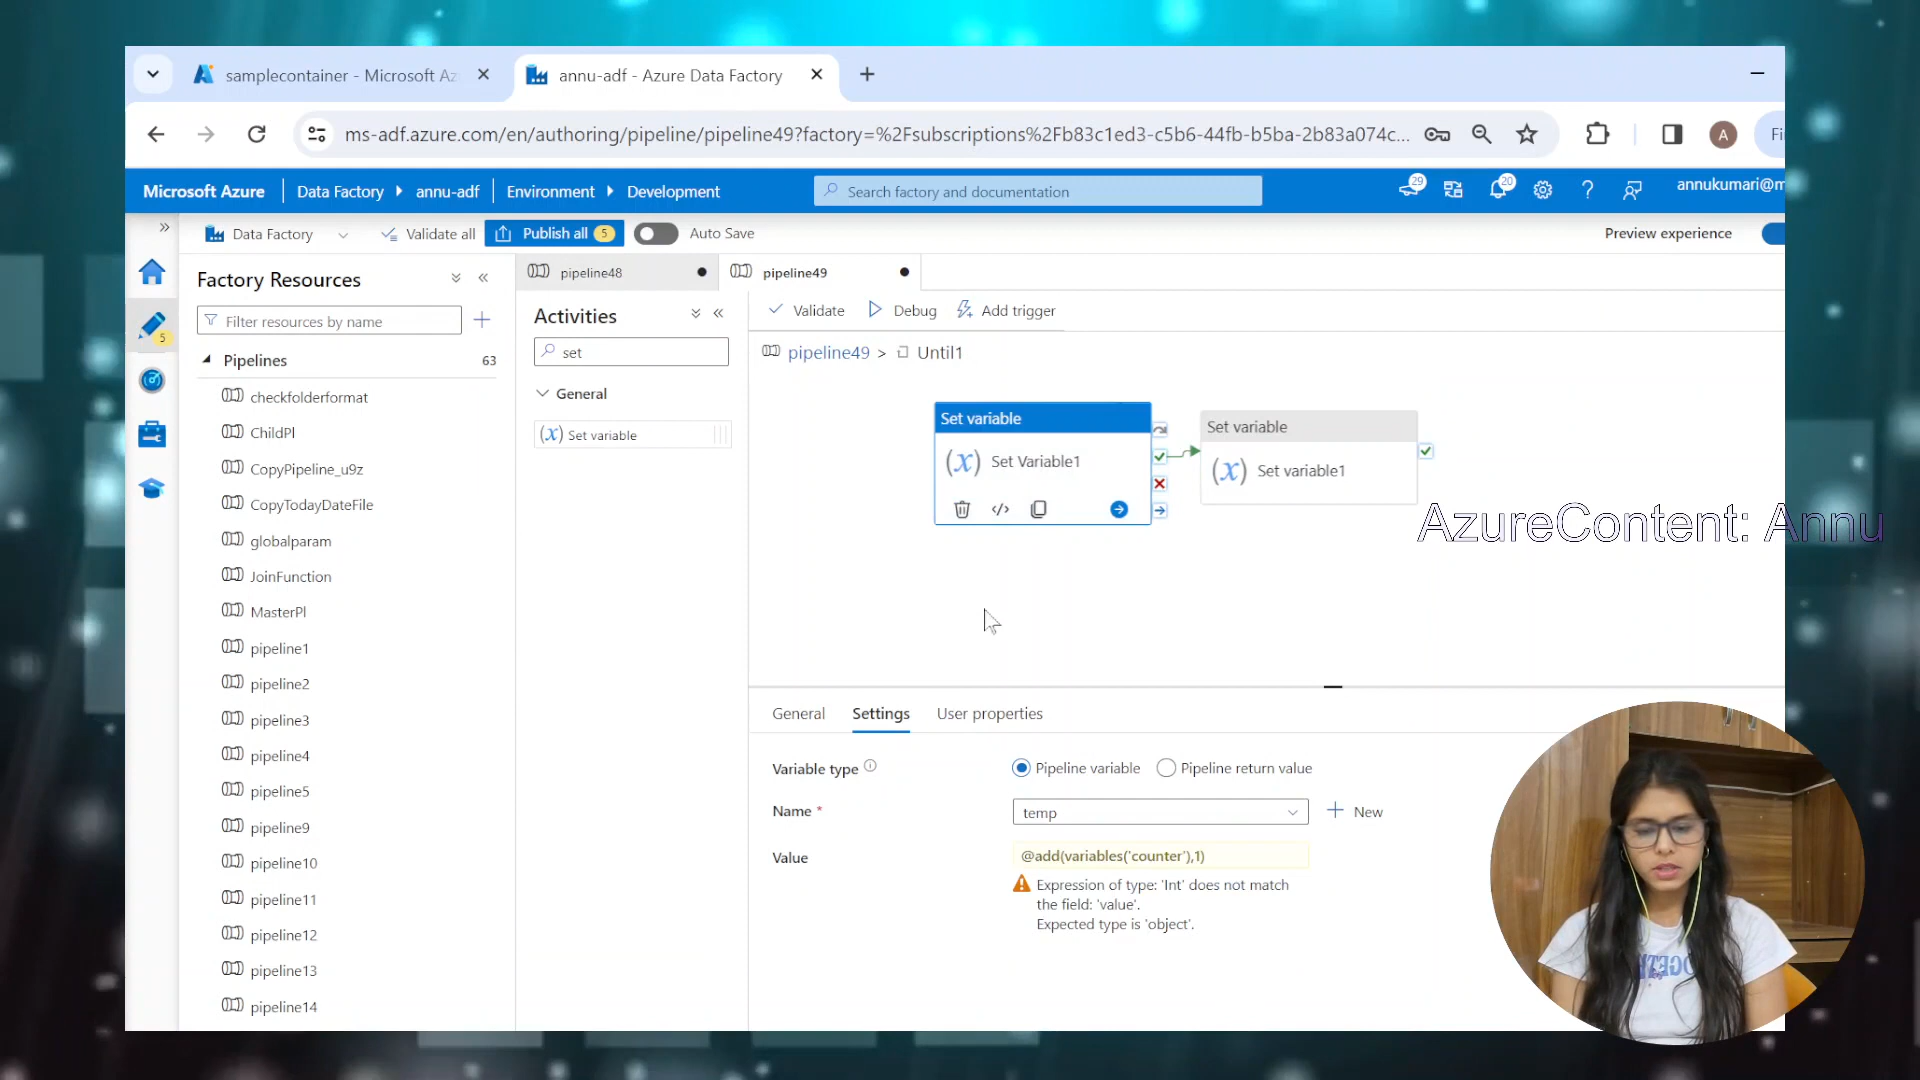 samplecontainer - Microsoft Az
annu-adf - Azure Data Factory
ms-adf.azure.com/en/authoring/pipeline/pipeline49?factory=%2Fsubscriptions%2Fb83c1ed3-c5b6-44fb-b5ba-2b83a074c...
A
Fi
Microsoft Azure
Data Factory
annu-adf
Environment
Development
Search factory and documentation
29
20
?
annukumari@m
Data Factory
Validate all
Publish all 5
Auto Save
Preview experience
5
Factory Resources
Filter resources by name
Pipelines 63
checkfolderformat
ChildPl
CopyPipeline_u9z
CopyTodayDateFile
globalparam
JoinFunction
MasterPl
pipeline1
pipeline2
pipeline3
pipeline4
pipeline5
pipeline9
pipeline10
pipeline11
pipeline12
pipeline13
pipeline14
pipeline48
pipeline49
Activities
set
General
(x) Set variable
Validate
Debug
Add trigger
pipeline49 > Until1
Set variable
(x) Set Variable1
Set variable
(x) Set variable1
AzureContent: Annu
General
Settings
User properties
Variable type
Pipeline variable
Pipeline return value
Name *
temp
New
Value
@add(variables('counter'),1)
Expression of type: 'Int' does not match
the field: 'value'.
Expected type is 'object'.